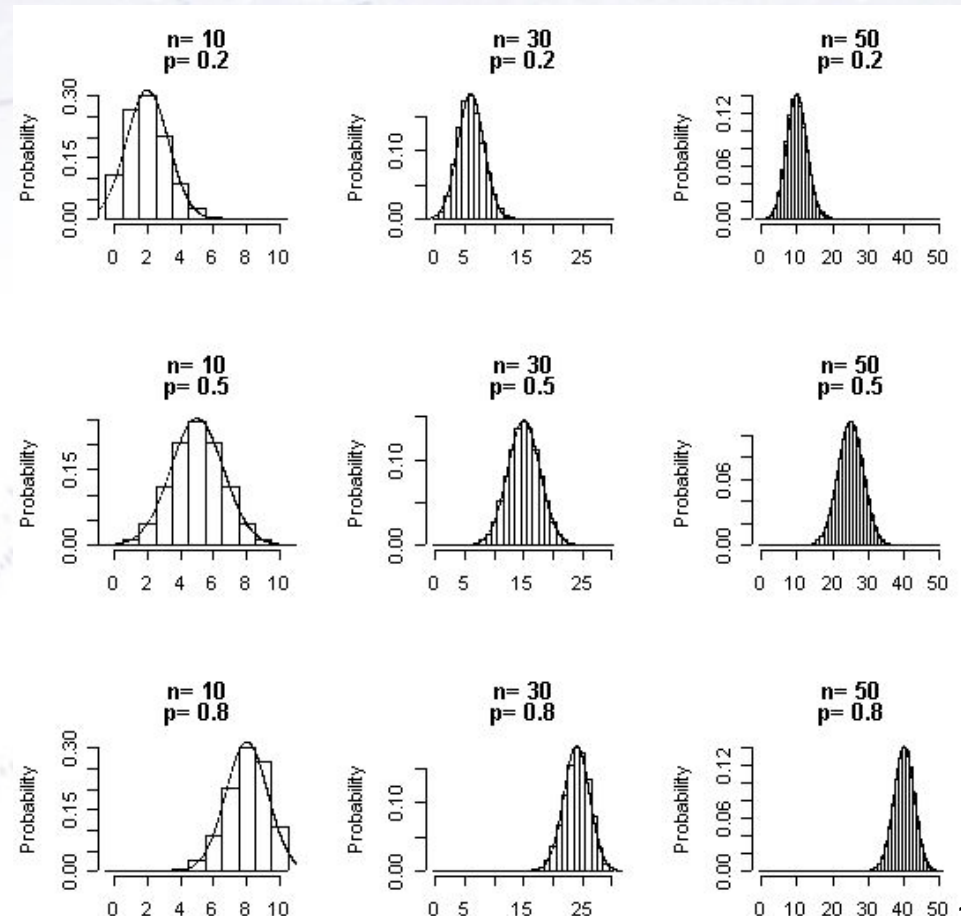 n= 10
p= 0.2
n= 30
p= 0.2
n= 50
p= 0.2
Probability
0.00 0.15 0.30
0 2 4 6 8 10
Probability
0.00 0.10
0 5 15 25
Probability
0.00 0.06 0.12
0 10 20 30 40 50
n= 10
p= 0.5
n= 30
p= 0.5
n= 50
p= 0.5
Probability
0.00 0.15
0 2 4 6 8 10
Probability
0.00 0.10
0 5 15 25
Probability
0.00 0.06
0 10 20 30 40 50
n= 10
p= 0.8
n= 30
p= 0.8
n= 50
p= 0.8
Probability
0.00 0.15 0.30
0 2 4 6 8 10
Probability
0.00 0.10
0 5 15 25
Probability
0.00 0.06 0.12
0 10 20 30 40 50